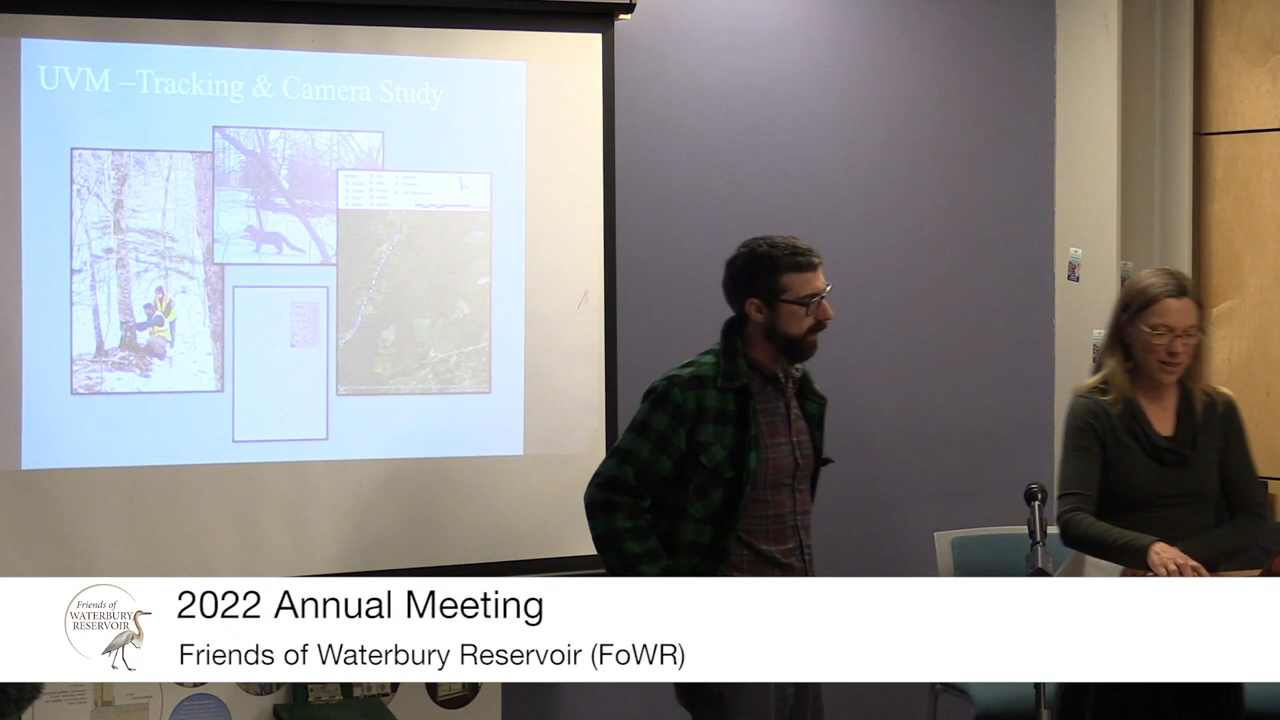 UVM –Tracking & Camera Study
Friends of
WATERBURY
RESERVOIR
2022 Annual Meeting
Friends of Waterbury Reservoir (FoWR)